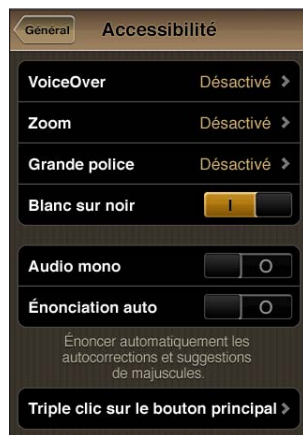 Général Accessibilité
VoiceOver Désactivé
Zoom Désactivé
Grande police Désactivé
Blanc sur noir I
Audio mono O
Énonciation auto O
Énoncer automatiquement les
autocorrections et suggestions
de majuscules.
Triple clic sur le bouton principal